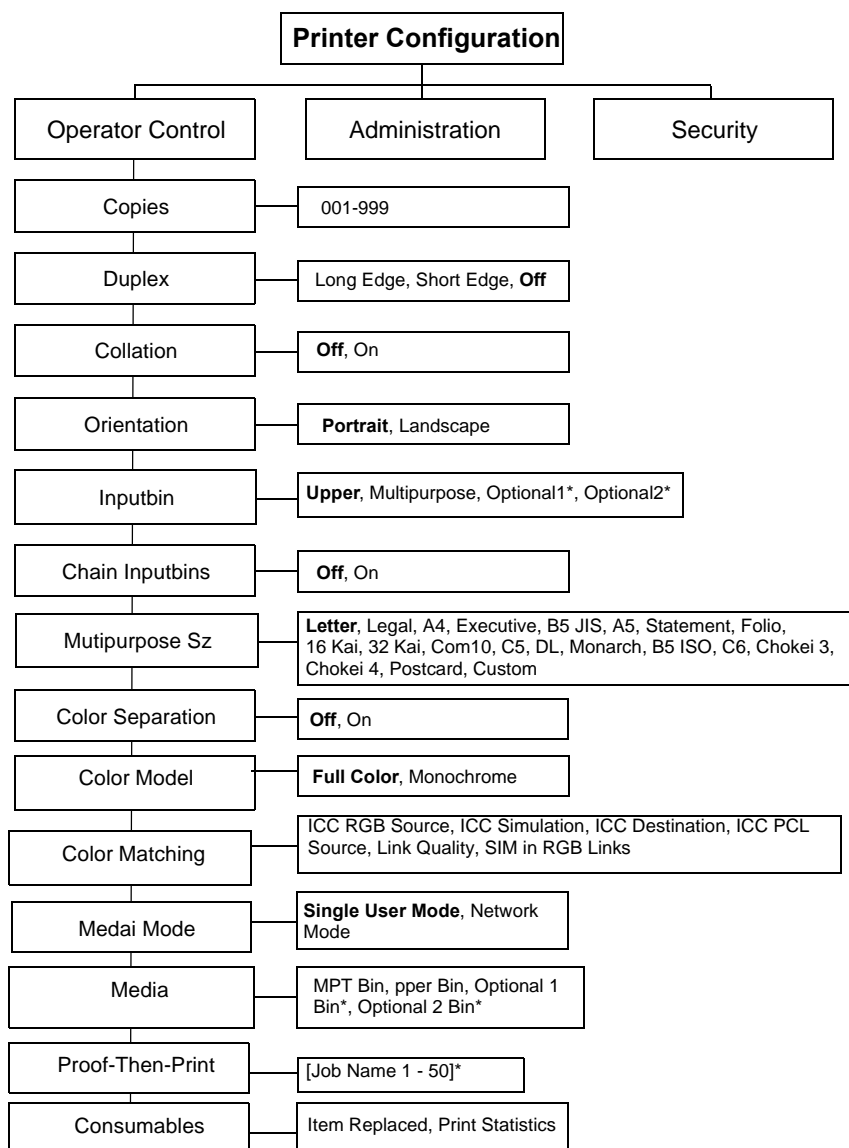 Printer Configuration
Operator Control
Administration
Security
Copies
001-999
Duplex
Long Edge, Short Edge, Off
Collation
Off, On
Orientation
Portrait, Landscape
Inputbin
Upper, Multipurpose, Optional1*, Optional2*
Chain Inputbins
Off, On
Mutipurpose Sz
Letter, Legal, A4, Executive, B5 JIS, A5, Statement, Folio,
16 Kai, 32 Kai, Com10, C5, DL, Monarch, B5 ISO, C6, Chokei 3,
Chokei 4, Postcard, Custom
Color Separation
Off, On
Color Model
Full Color, Monochrome
Color Matching
ICC RGB Source, ICC Simulation, ICC Destination, ICC PCL
Source, Link Quality, SIM in RGB Links
Medai Mode
Single User Mode, Network
Mode
Media
MPT Bin, pper Bin, Optional 1
Bin*, Optional 2 Bin*
Proof-Then-Print
[Job Name 1 - 50]*
Consumables
Item Replaced, Print Statistics